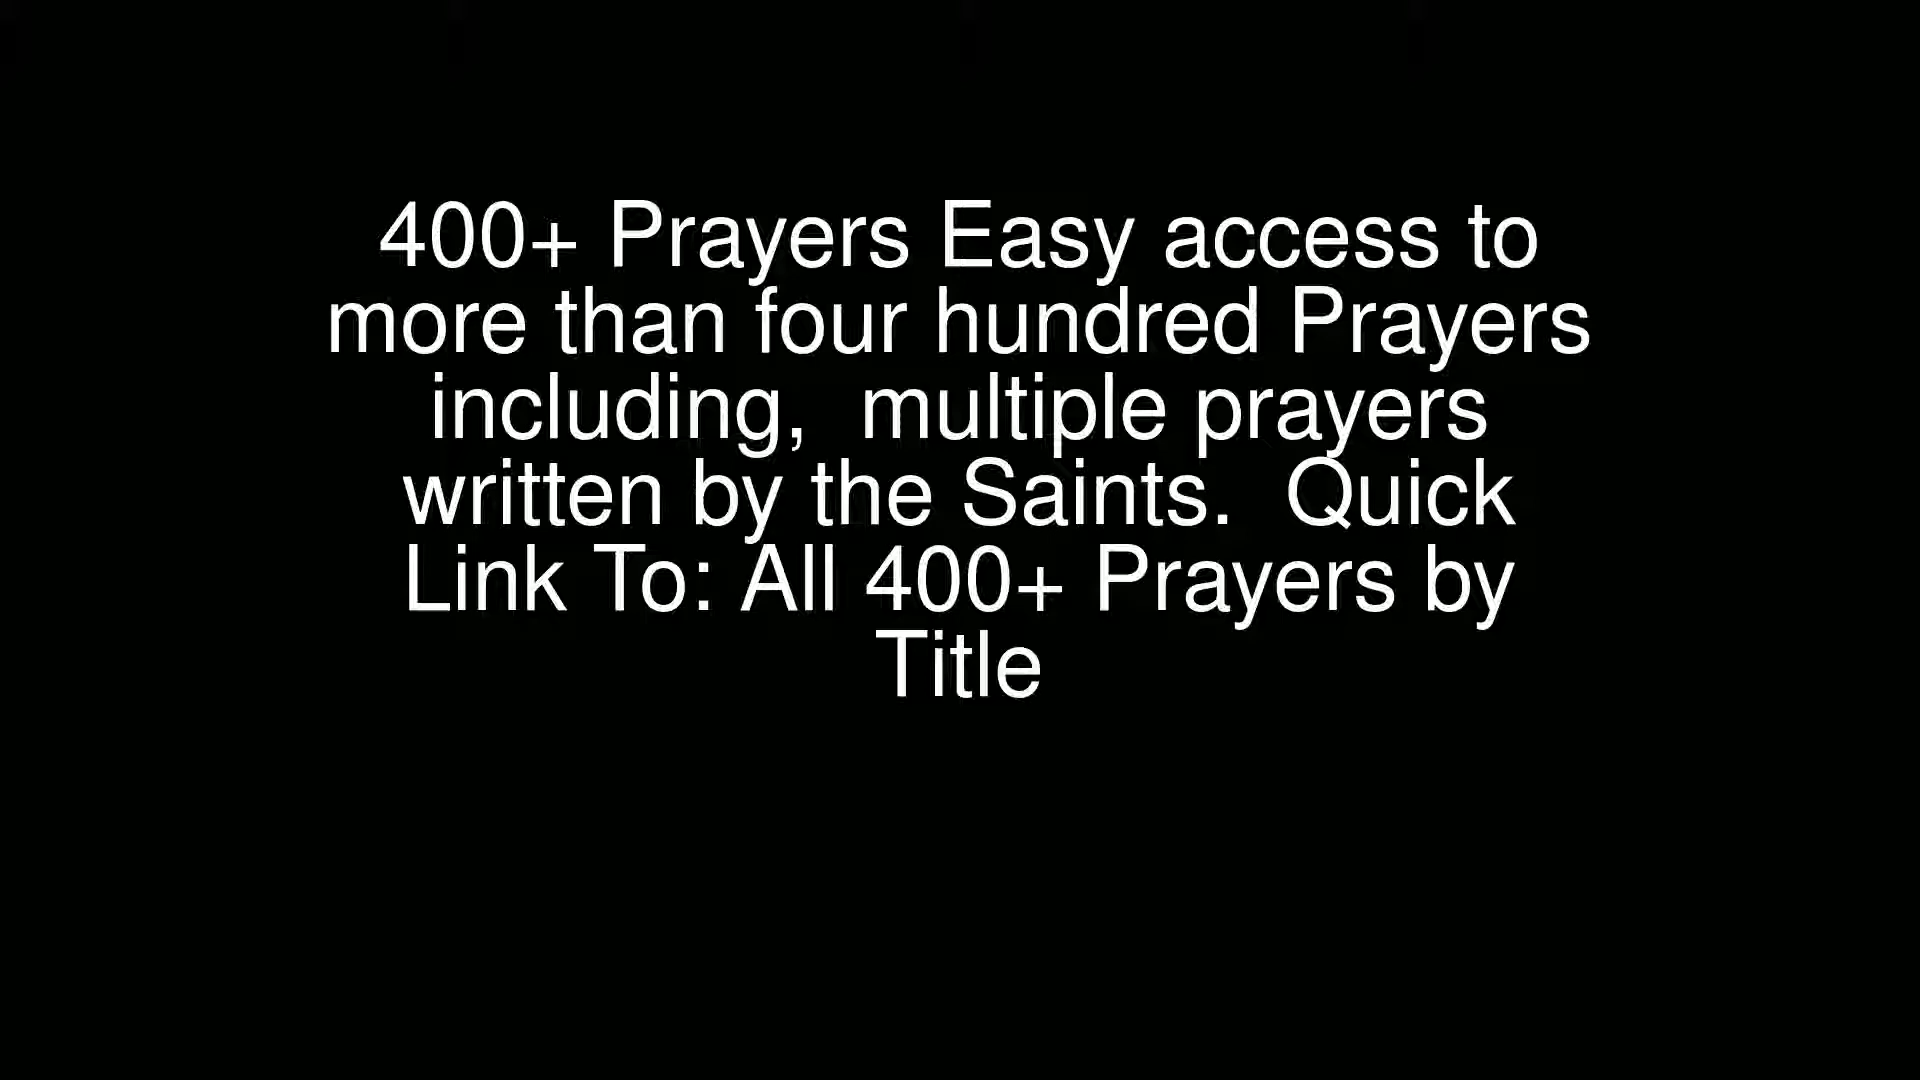 400+ Prayers Easy access to
more than four hundred Prayers
including,  multiple prayers
written by the Saints.  Quick
Link To: All 400+ Prayers by
Title